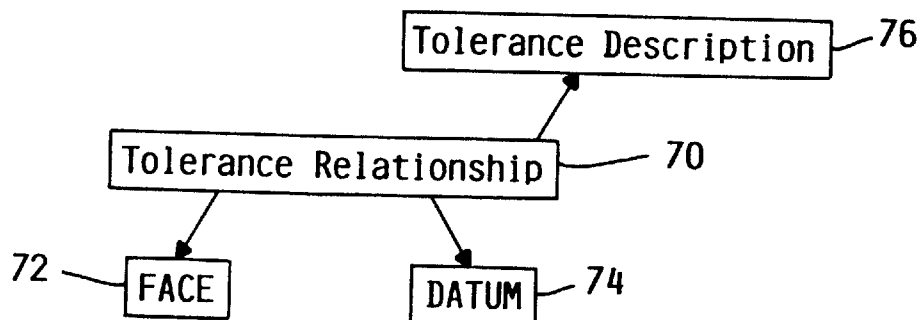 Tolerance Description 76
Tolerance Relationship 70
72 FACE DATUM 74